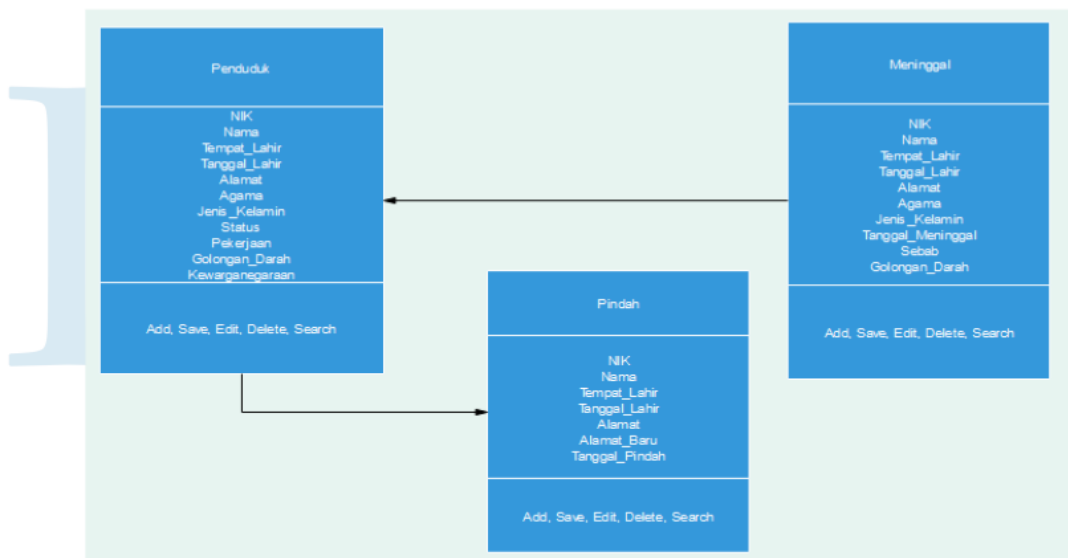 Penduduk
NIK
Nama
Tempat_Lahir
Tanggal_Lahir
Alamat
Agama
Jenis_Kelamin
Status
Pekerjaan
Golongan_Darah
Kewarganegaraan
Add, Save, Edit, Delete, Search
Meninggal
NIK
Nama
Tempat_Lahir
Tanggal_Lahir
Alamat
Agama
Jenis_Kelamin
Tanggal_Meninggal
Sebab
Golongan_Darah
Add, Save, Edit, Delete, Search
Pindah
NIK
Nama
Tempat_Lahir
Tanggal_Lahir
Alamat
Alamat_Baru
Tanggal_Pindah
Add, Save, Edit, Delete, Search